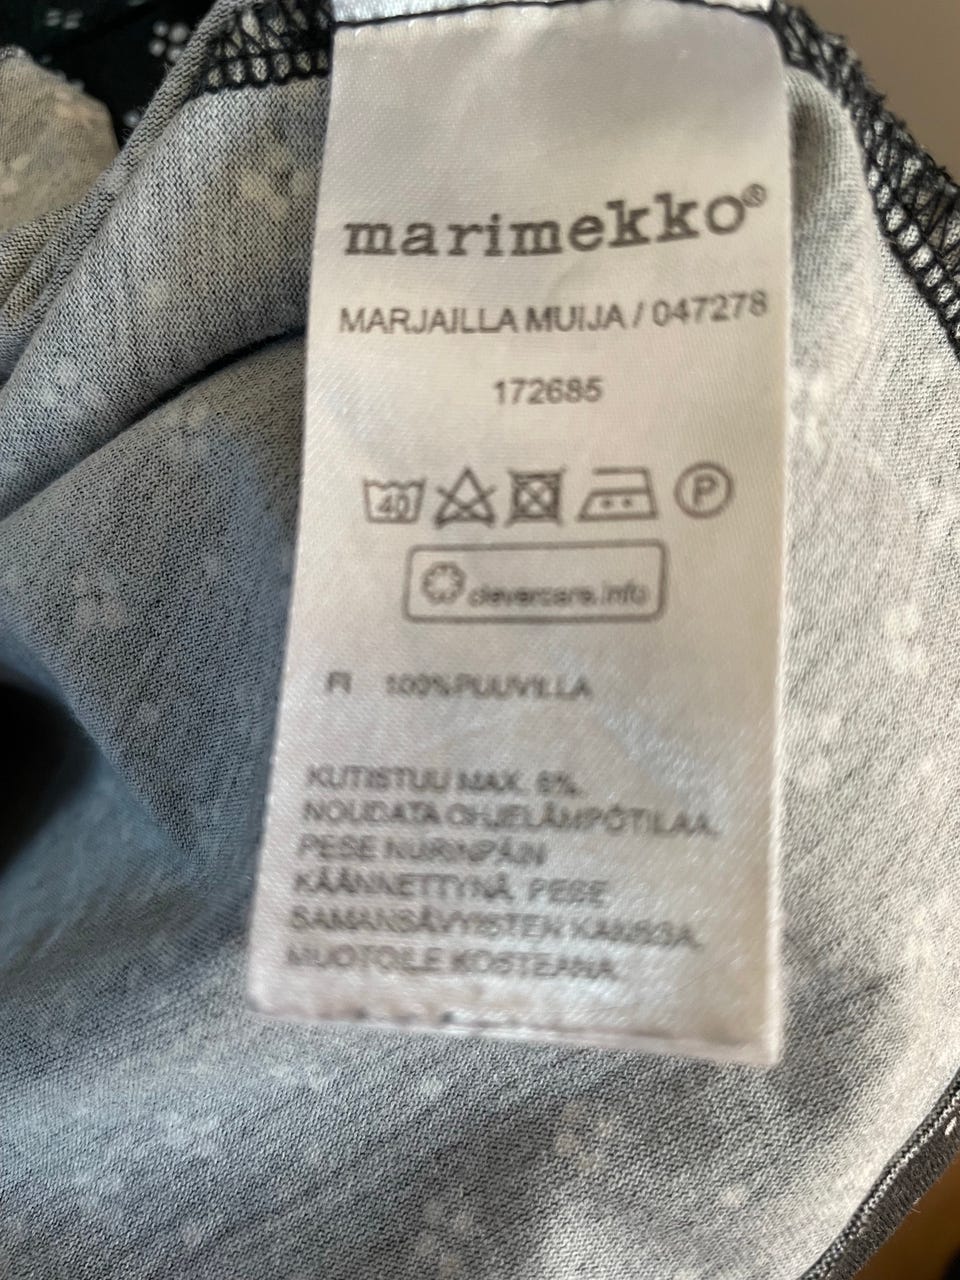 marimekko®
MARJAILLA MUIJA / 047278
172685
40 P
clevercare.info
FI 100% PUUVILLA
KUTISTUU MAX. 6%.
NOUDATA OHJELÄMPÖTILAA.
PESE NURINPÄIN
KÄÄNNETTYNÄ. PESE
SAMANSÄVYISTEN KANSSA.
MUOTOILE KOSTEANA.